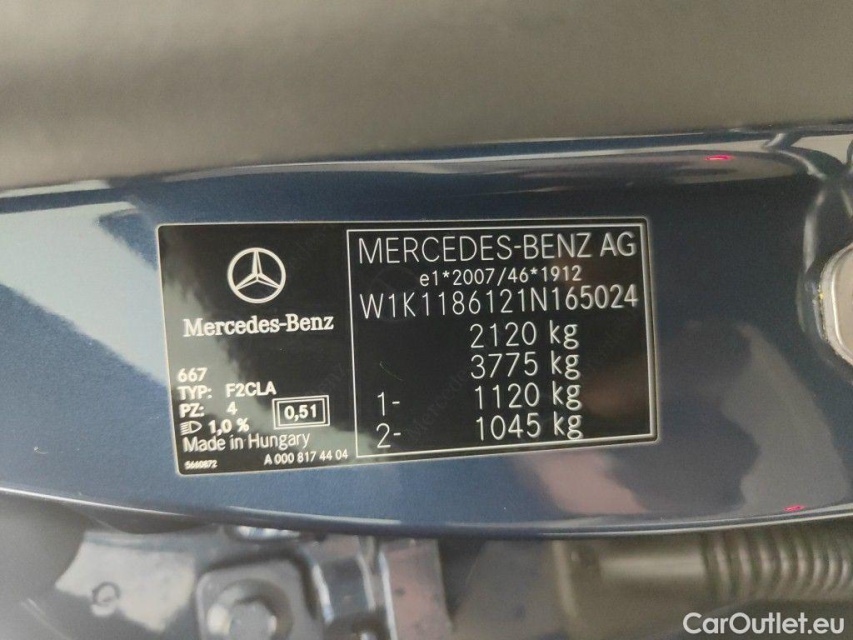 MERCEDES-BENZ AG
e1*2007/46*1912
W1K1186121N165024
2120 kg
3775 kg
1- 1120 kg
2- 1045 kg
Mercedes-Benz
667
TYP: F2CLA
PZ: 4
0,51
1,0 %
Made in Hungary
5660872
A 000 817 44 04
CarOutlet.eu